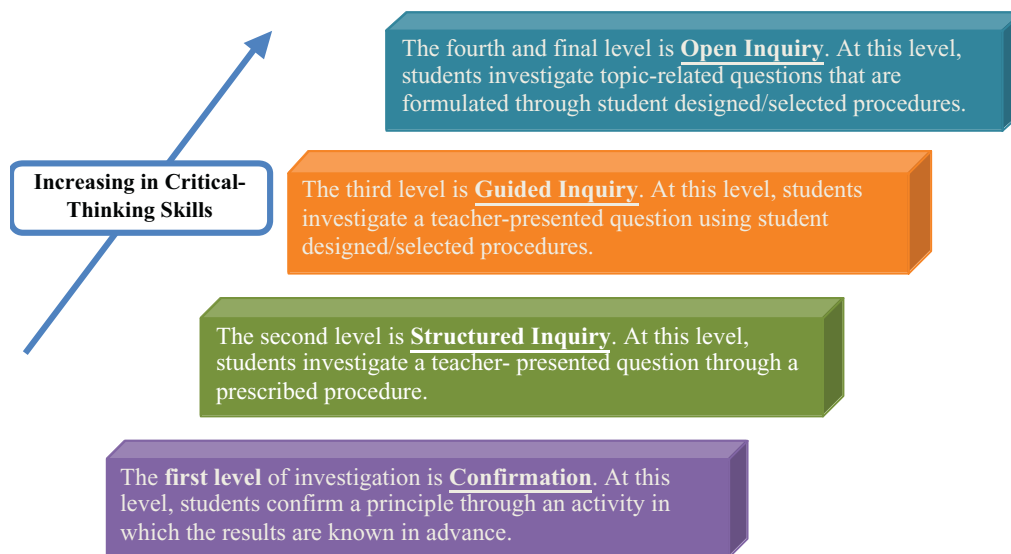 The fourth and final level is Open Inquiry. At this level,
students investigate topic-related questions that are
formulated through student designed/selected procedures.
Increasing in Critical-
Thinking Skills
The third level is Guided Inquiry. At this level, students
investigate a teacher-presented question using student
designed/selected procedures.
The second level is Structured Inquiry. At this level,
students investigate a teacher- presented question through a
prescribed procedure.
The first level of investigation is Confirmation. At this
level, students confirm a principle through an activity in
which the results are known in advance.